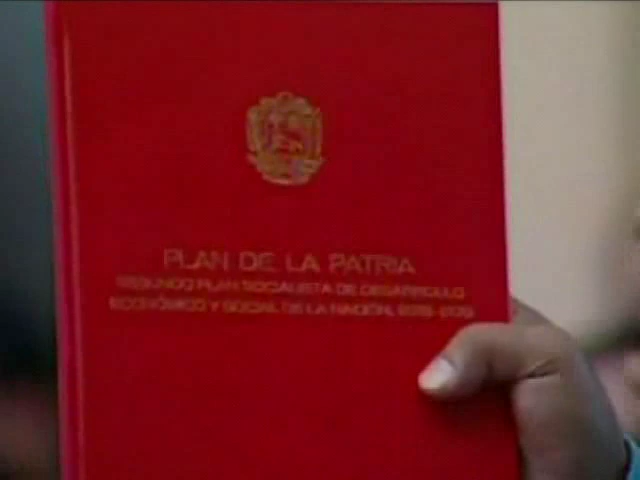 PLAN DE LA PATRIA
SEGUNDO PLAN SOCIALISTA DE DESARROLLO
ECONÓMICO Y SOCIAL DE LA NACIÓN,